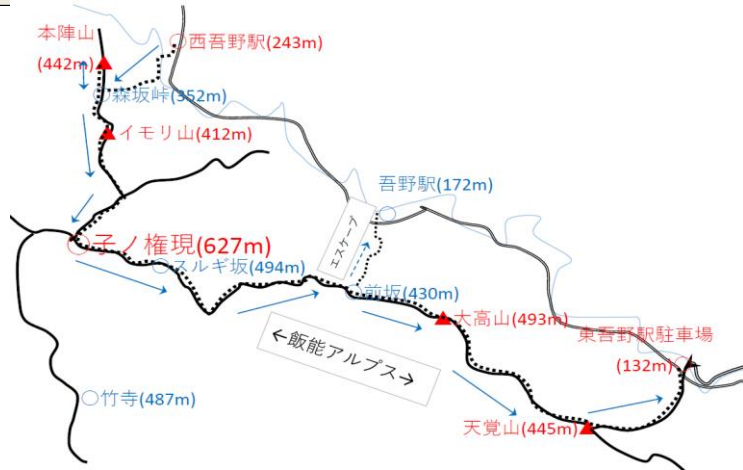 本陣山
(442m)
西吾野駅(243m)
森坂峠(352m)
イモリ山(412m)
吾野駅(172m)
エスケープ
子ノ権現(627m)
スルギ坂(494m)
前坂(430m)
大高山(493m)
東吾野駅駐車場
(132m)
←飯能アルプス→
竹寺(487m)
天覚山(445m)